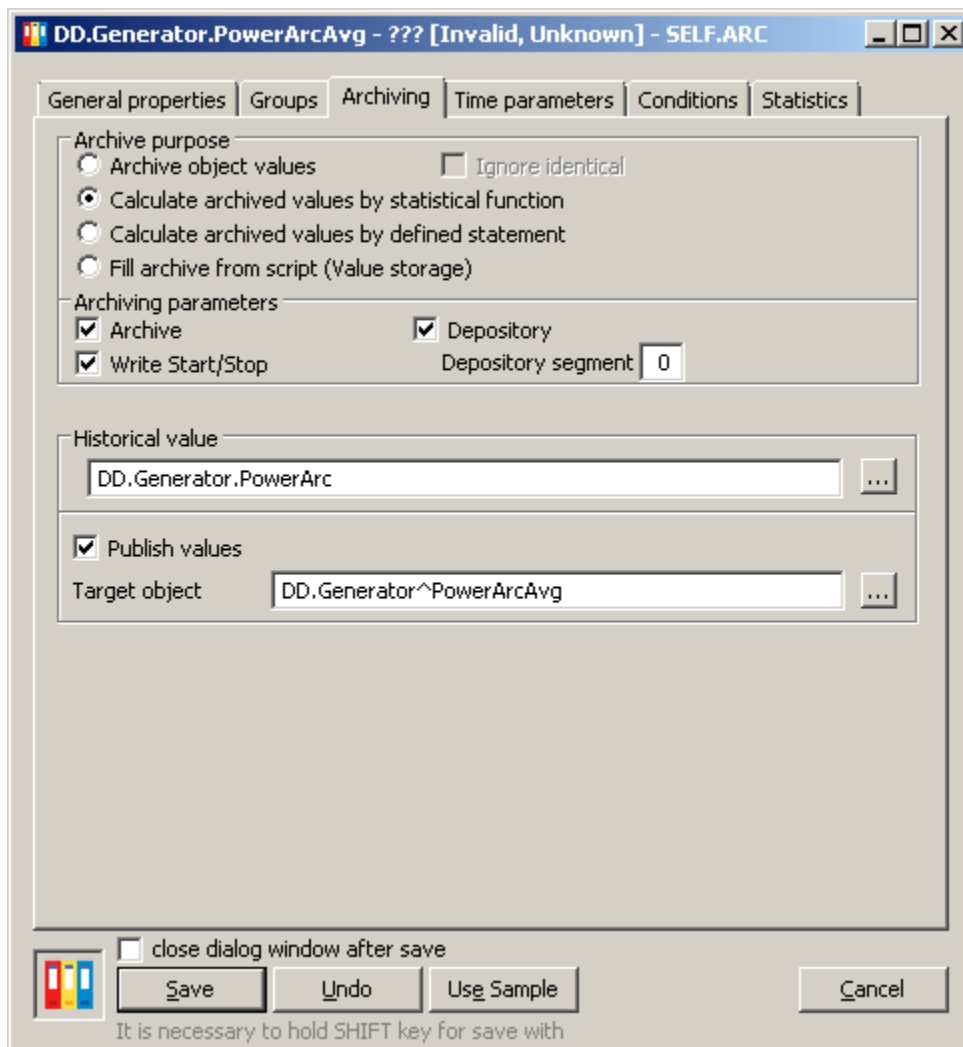 DD.Generator.PowerArcAvg - ??? [Invalid, Unknown] - SELF.ARC
General properties Groups Archiving Time parameters Conditions Statistics
Archive purpose
Archive object values Ignore identical
Calculate archived values by statistical function
Calculate archived values by defined statement
Fill archive from script (Value storage)
Archiving parameters
Archive Depository
Write Start/Stop Depository segment 0
Historical value
DD.Generator.PowerArc ...
Publish values
Target object DD.Generator^PowerArcAvg ...
close dialog window after save
Save Undo Use Sample Cancel
It is necessary to hold SHIFT key for save with